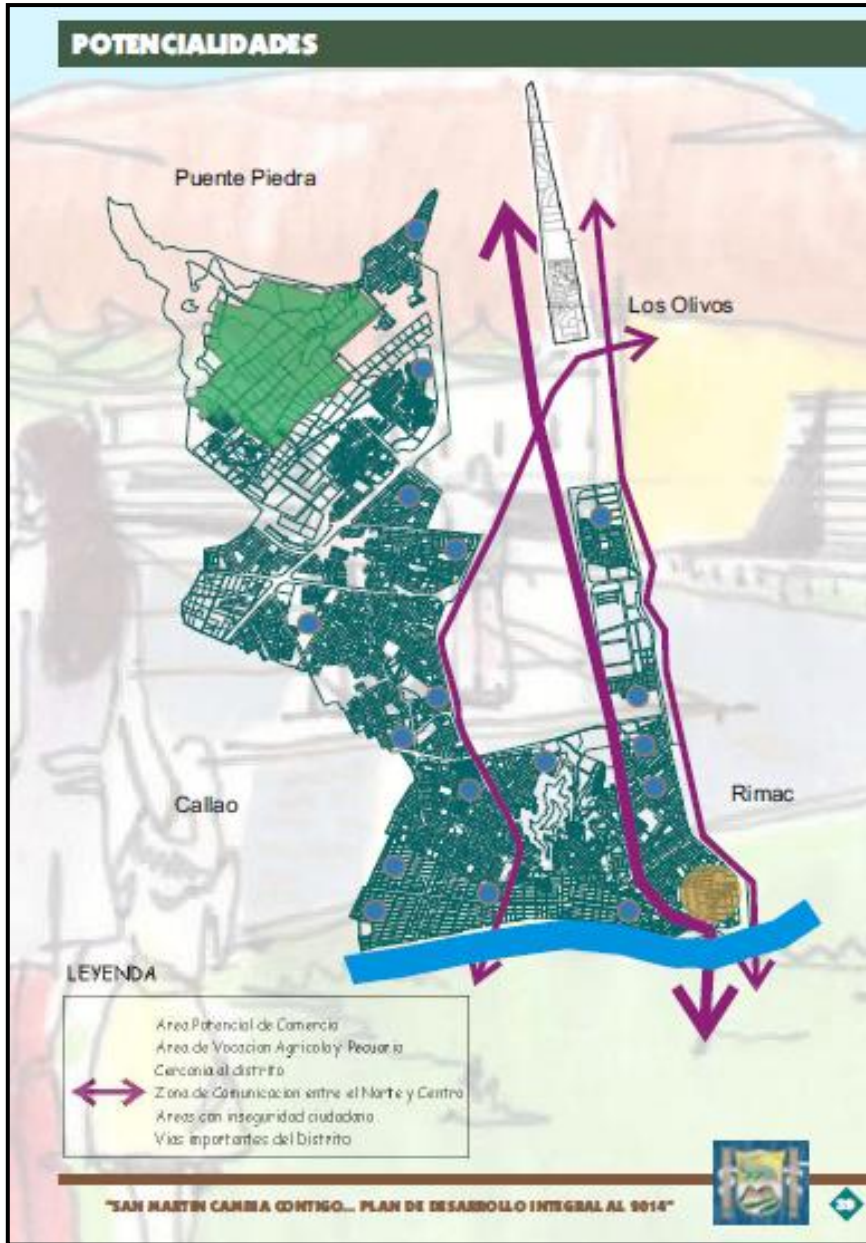 POTENCIALIDADES
Puente Piedra
Los Olivos
Callao
Rimac
LEYENDA
Area Potencial de Comercio
Area de Vocacion Agricola y Pecuaria
Cercania al distrito
Zona de Comunicacion entre el Norte y Centro
Areas con inseguridad ciudadana
Vias importantes del Distrito
"SAN MARTIN CAMBIA CONTIGO... PLAN DE DESARROLLO INTEGRAL AL 2014"
39